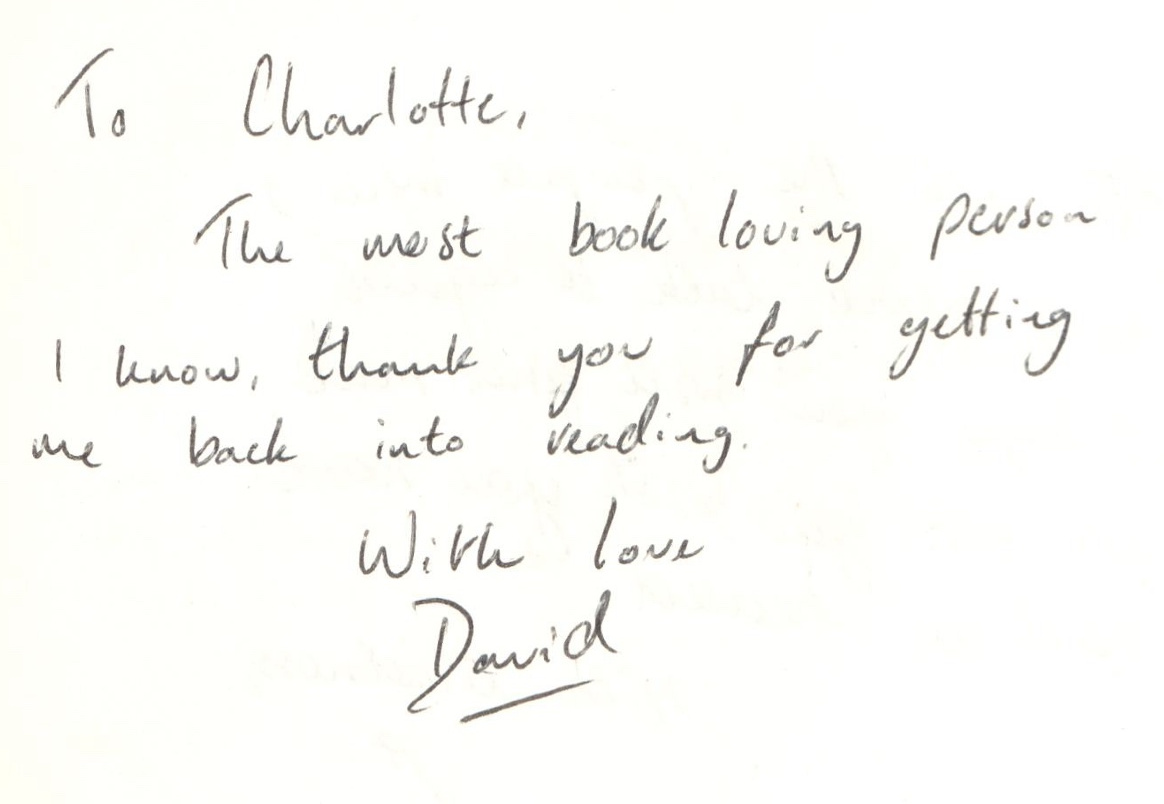 To Charlotte,
The most book loving person
I know, thank you for getting
me back into reading.
With love
David